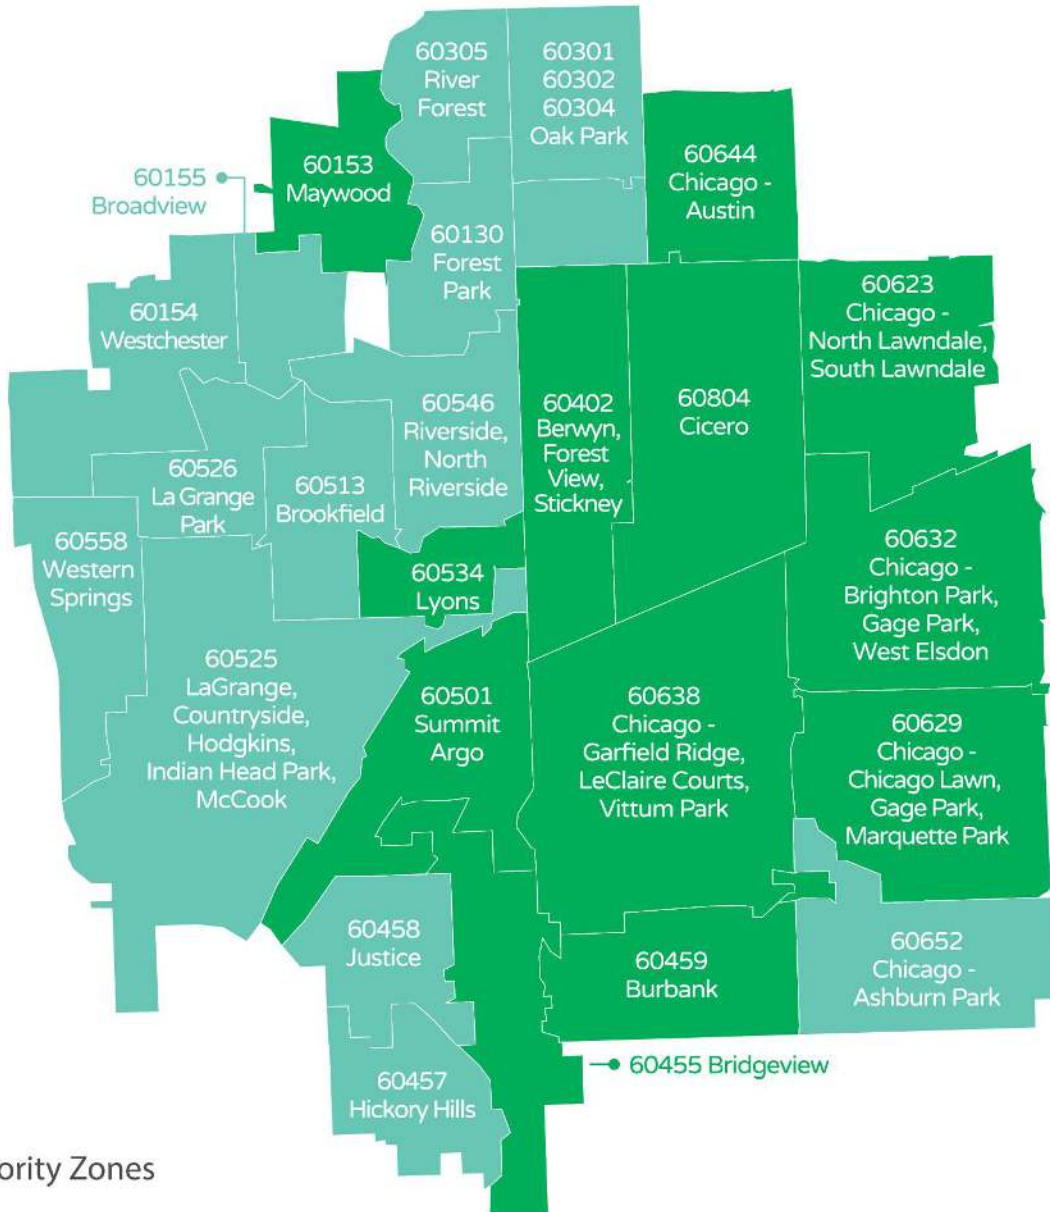 60305
River
Forest
60301
60302
60304
Oak Park
60153
Maywood
60644
Chicago -
Austin
60155
Broadview
60130
Forest
Park
60154
Westchester
60623
Chicago -
North Lawndale,
South Lawndale
60546
Riverside,
North
Riverside
60402
Berwyn,
Forest
View,
Stickney
60804
Cicero
60526
La Grange
Park
60513
Brookfield
60558
Western
Springs
60534
Lyons
60632
Chicago -
Brighton Park,
Gage Park,
West Elsdon
60525
LaGrange,
Countryside,
Hodgkins,
Indian Head Park,
McCook
60501
Summit
Argo
60638
Chicago -
Garfield Ridge,
LeClaire Courts,
Vittum Park
60629
Chicago -
Chicago Lawn,
Gage Park,
Marquette Park
60458
Justice
60459
Burbank
60652
Chicago -
Ashburn Park
60455 Bridgeview
60457
Hickory Hills
ority Zones